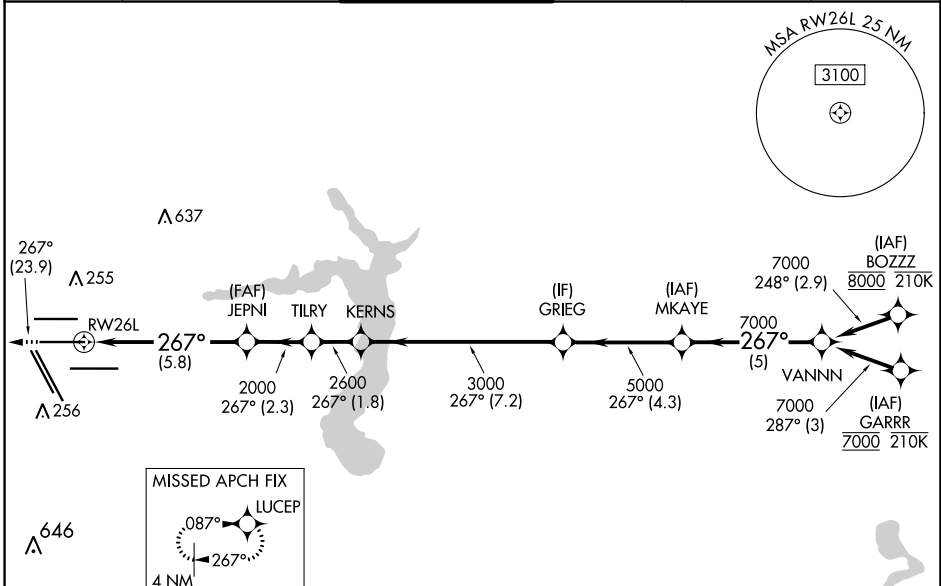 MSA RW26L 25 NM
3100
637
267°
(23.9)
255
RW26L
256
646
267°
(5.8)
(FAF)
JEPNI
TILRY
KERNS
2000
267° (2.3)
2600
267° (1.8)
3000
267° (7.2)
(IF)
GRIEG
5000
267° (4.3)
(IAF)
MKAYE
7000
267°
(5)
VANNN
7000
248° (2.9)
(IAF)
BOZZZ
8000 210K
7000
287° (3)
(IAF)
GARRR
7000 210K
MISSED APCH FIX
LUCEP
087°
267°
4 NM